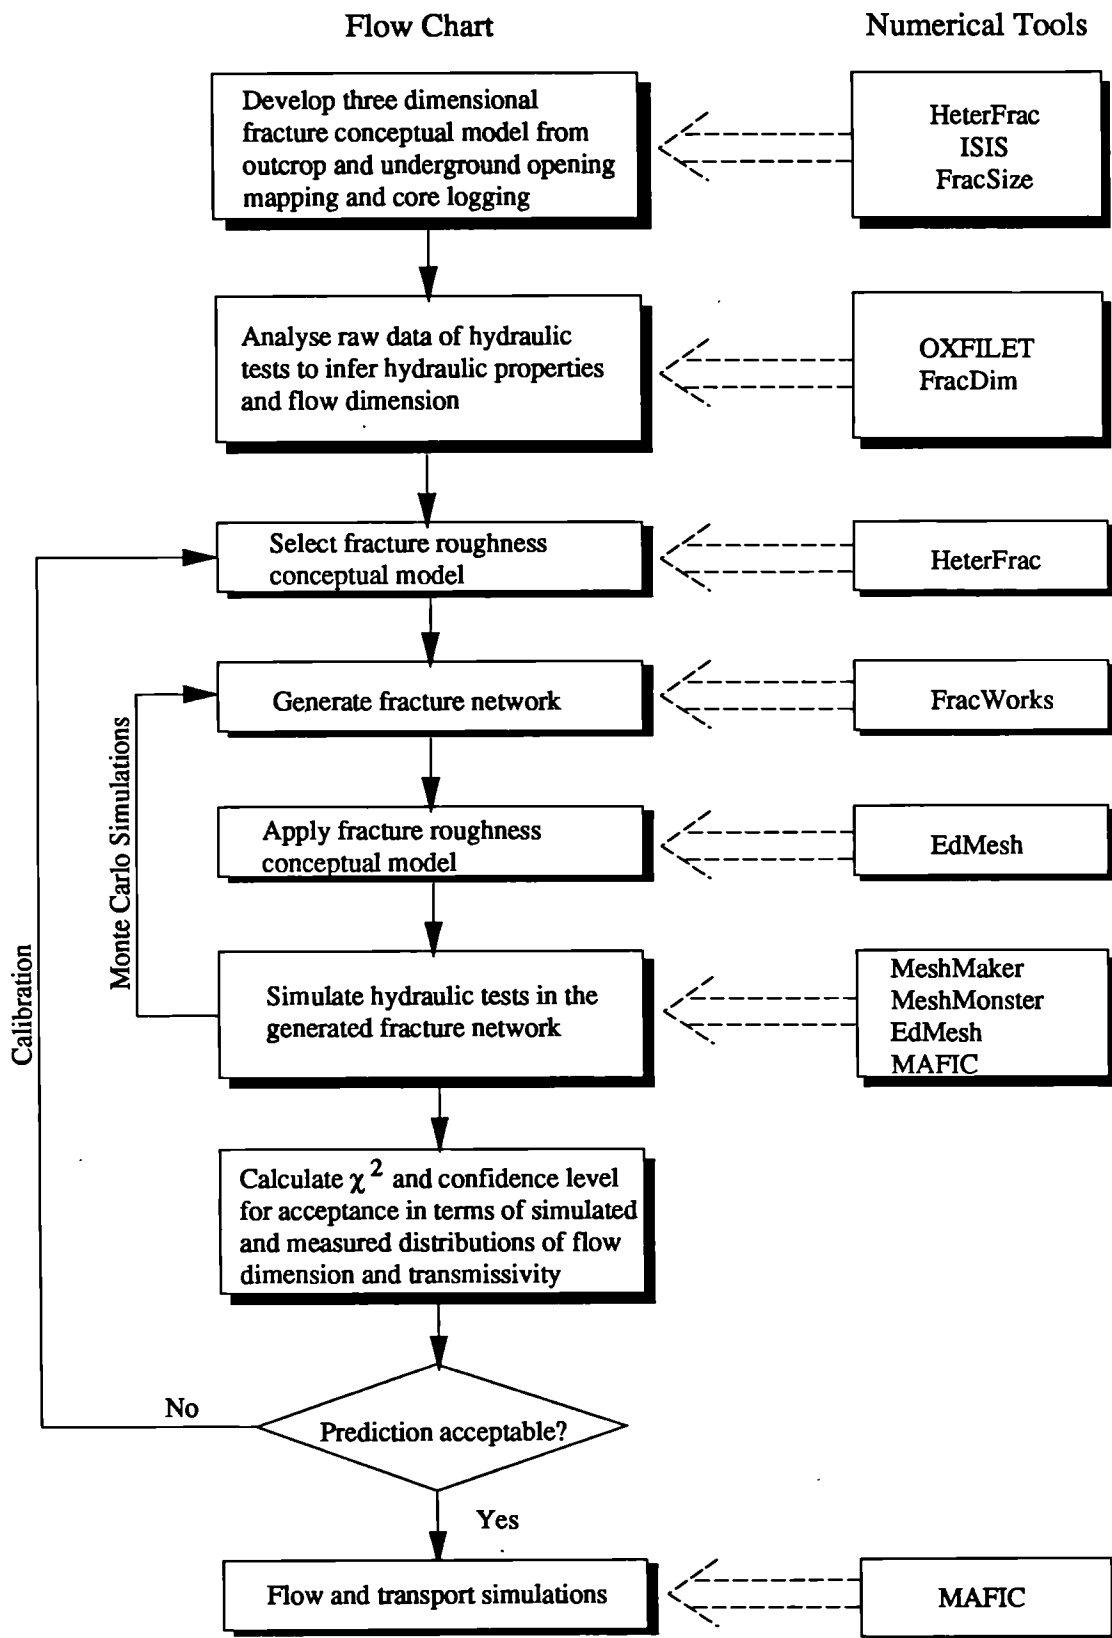 Flow Chart
Numerical Tools
Develop three dimensional
fracture conceptual model from
outcrop and underground opening
mapping and core logging
HeterFrac
ISIS
FracSize
Analyse raw data of hydraulic
tests to infer hydraulic properties
and flow dimension
OXFILET
FracDim
Select fracture roughness
conceptual model
HeterFrac
Generate fracture network
FracWorks
Monte Carlo Simulations
Apply fracture roughness
conceptual model
EdMesh
Calibration
Simulate hydraulic tests in the
generated fracture network
MeshMaker
MeshMonster
EdMesh
MAFIC
Calculate χ² and confidence level
for acceptance in terms of simulated
and measured distributions of flow
dimension and transmissivity
No
Prediction acceptable?
Yes
Flow and transport simulations
MAFIC